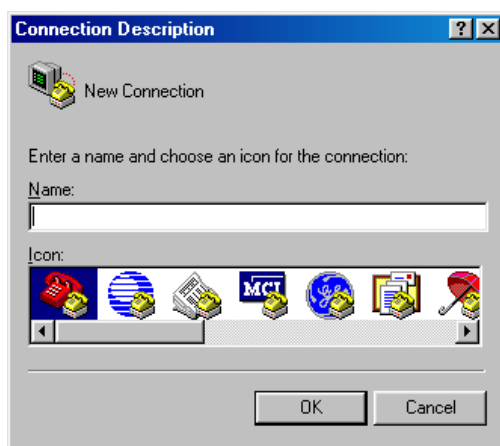 Connection Description
New Connection
Enter a name and choose an icon for the connection:
Name:
Icon:
MCI
OK Cancel